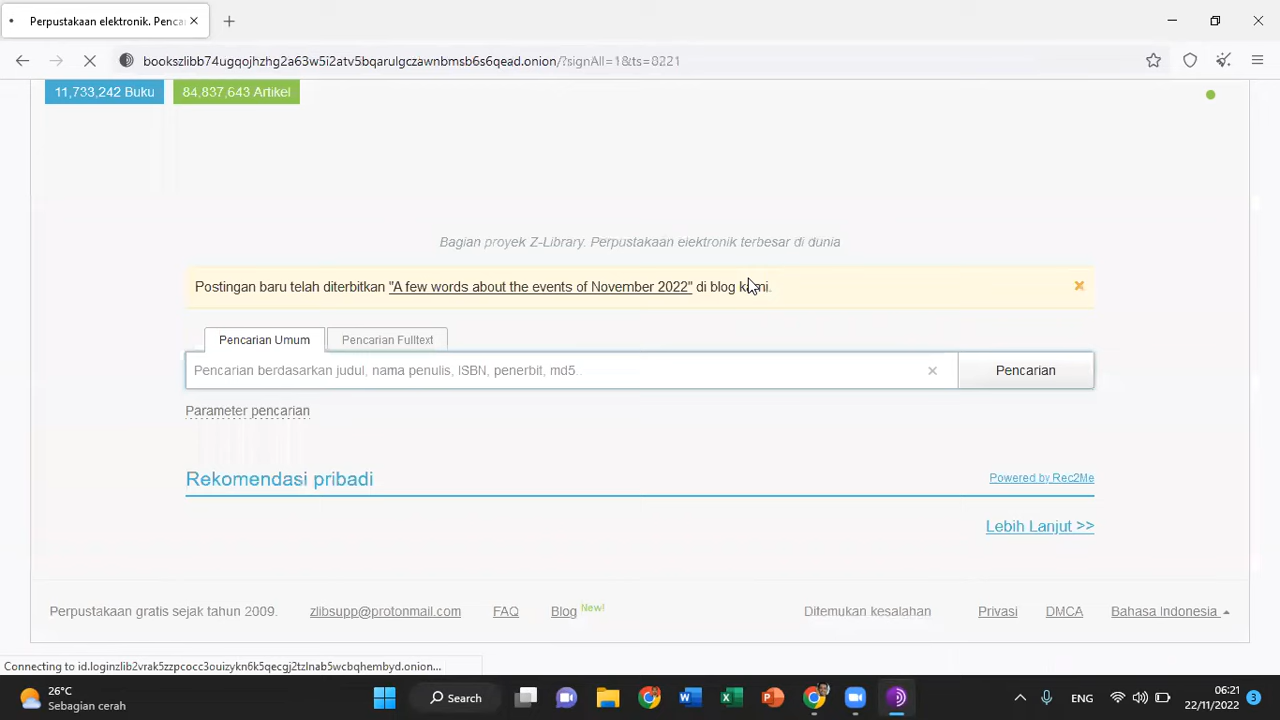 Perpustakaan elektronik. Penca
bookszlibb74ugqojhzhg2a63w5i2atv5bqarulgczawnbmsb6s6qead.onion/?signAll=1&ts=8221
11,733,242 Buku
84,837,643 Artikel
Bagian proyek Z-Library. Perpustakaan elektronik terbesar di dunia
Postingan baru telah diterbitkan "A few words about the events of November 2022" di blog kami.
Pencarian Umum
Pencarian Fulltext
Pencarian berdasarkan judul, nama penulis, ISBN, penerbit, md5..
Pencarian
Parameter pencarian
Rekomendasi pribadi
Powered by Rec2Me
Lebih Lanjut >>
Perpustakaan gratis sejak tahun 2009.
zlibsupp@protonmail.com
FAQ
Blog New!
Ditemukan kesalahan
Privasi
DMCA
Bahasa Indonesia
Connecting to id.loginzlib2vrak5zzpcocc3ouizykn6k5qecgj2tzlnab5wcbqhembyd.onion...
26°C
Sebagian cerah
Search
ENG
06:21
22/11/2022
3